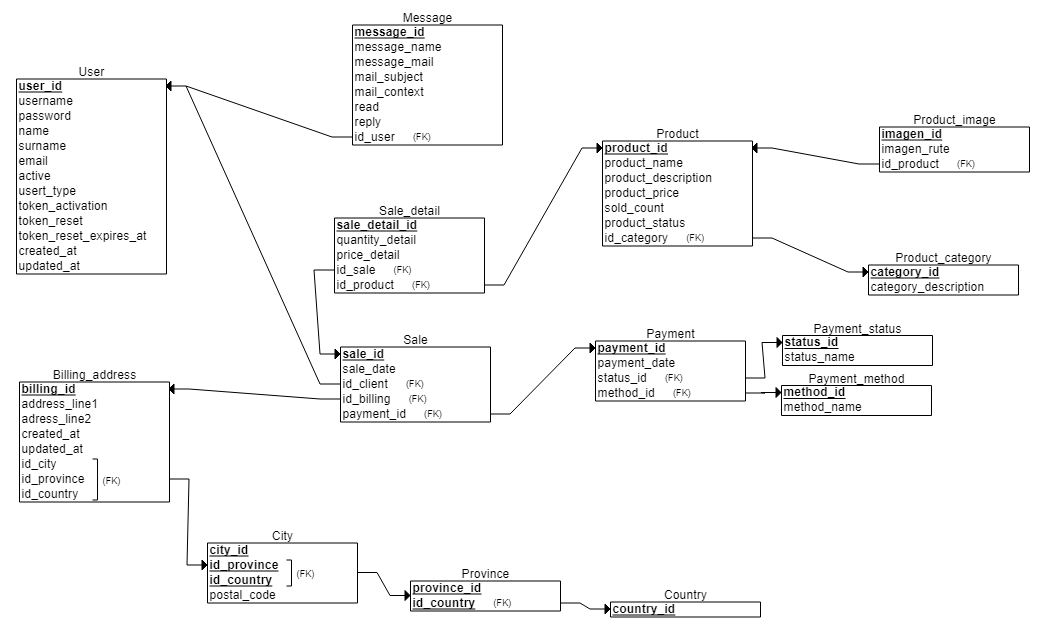 Message
message_id
message_name
message_mail
mail_subject
mail_context
read
reply
id_user (FK)
User
user_id
username
password
name
surname
email
active
usert_type
token_activation
token_reset
token_reset_expires_at
created_at
updated_at
Product_image
imagen_id
imagen_rute
id_product (FK)
Product
product_id
product_name
product_description
product_price
sold_count
product_status
id_category (FK)
Sale_detail
sale_detail_id
quantity_detail
price_detail
id_sale (FK)
id_product (FK)
Product_category
category_id
category_description
Sale
sale_id
sale_date
id_client (FK)
id_billing (FK)
payment_id (FK)
Payment
payment_id
payment_date
status_id (FK)
method_id (FK)
Payment_status
status_id
status_name
Payment_method
method_id
method_name
Billing_address
billing_id
address_line1
adress_line2
created_at
updated_at
id_city
id_province (FK)
id_country
City
city_id
id_province
id_country (FK)
postal_code
Province
province_id
id_country (FK)
Country
country_id